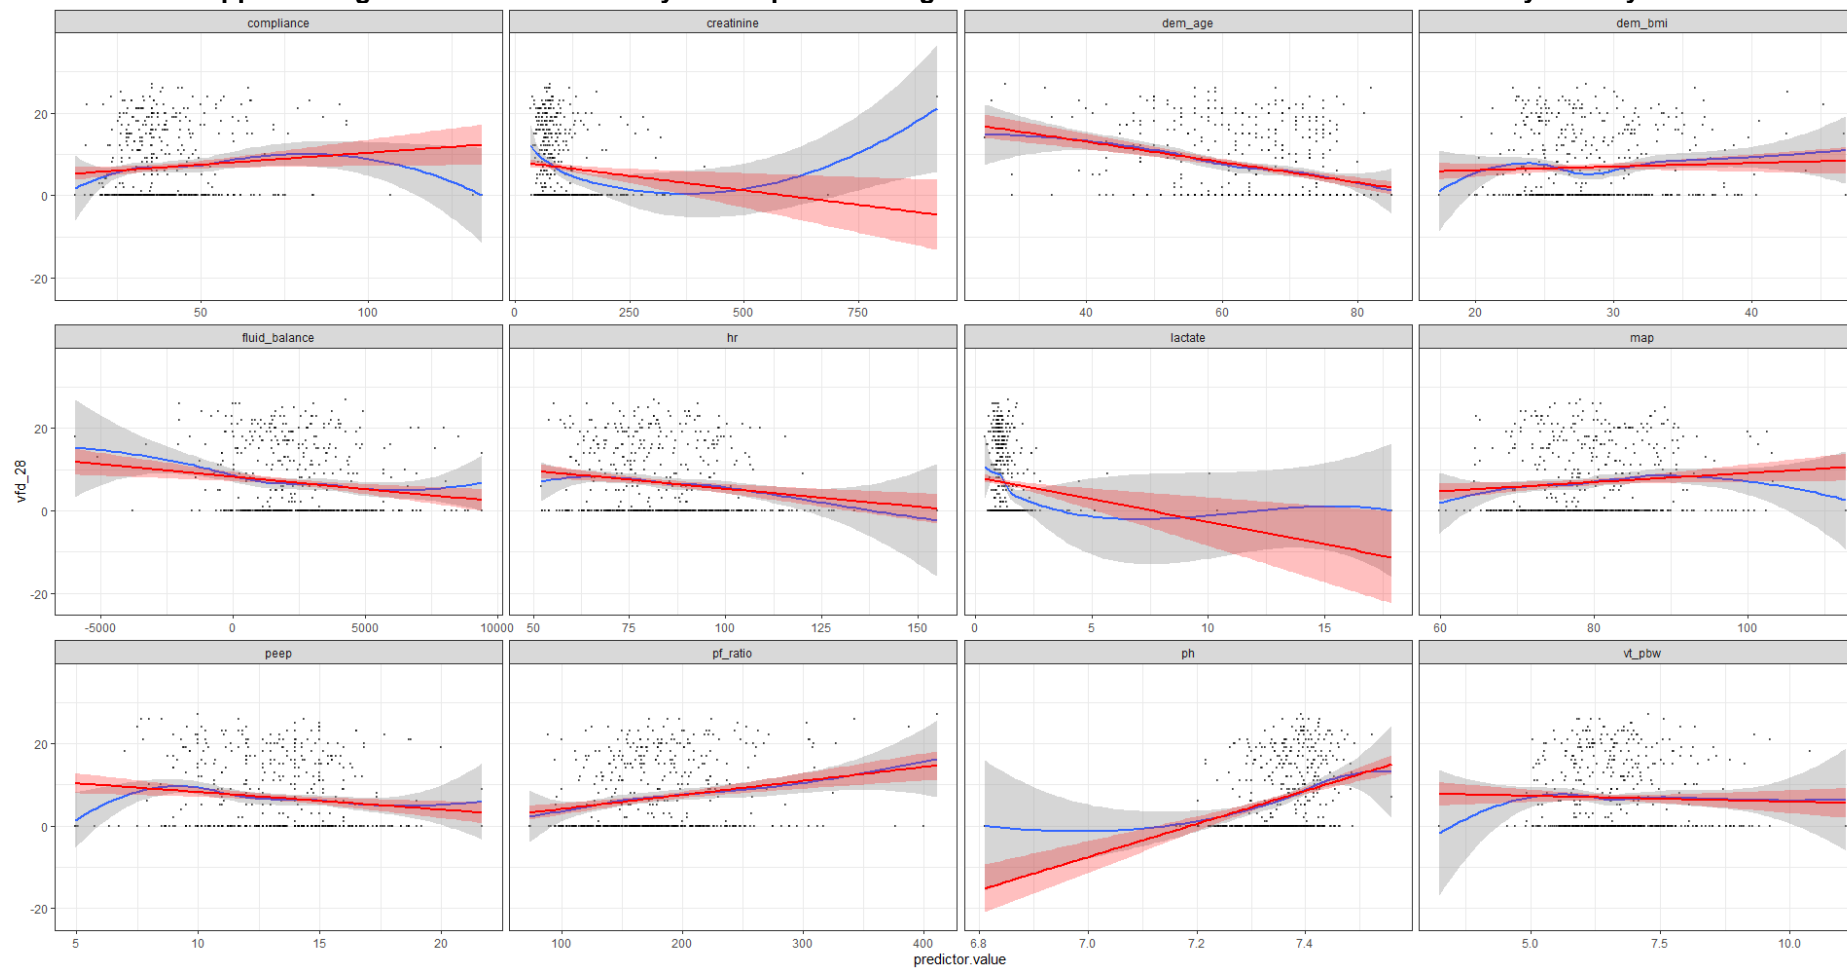 compliance creatinine dem_age dem_bmi
20
0
-20
50 100 0 250 500 750 40 60 80 20 30 40
fluid_balance hr lactate map
vfd_28
20
0
-20
-5000 0 5000 10000 50 75 100 125 150 0 5 10 15 60 80 100
peep pf_ratio ph vt_pbw
20
0
-20
5 10 15 20 100 200 300 400 6.8 7.0 7.2 7.4 5.0 7.5 10.0
predictor.value